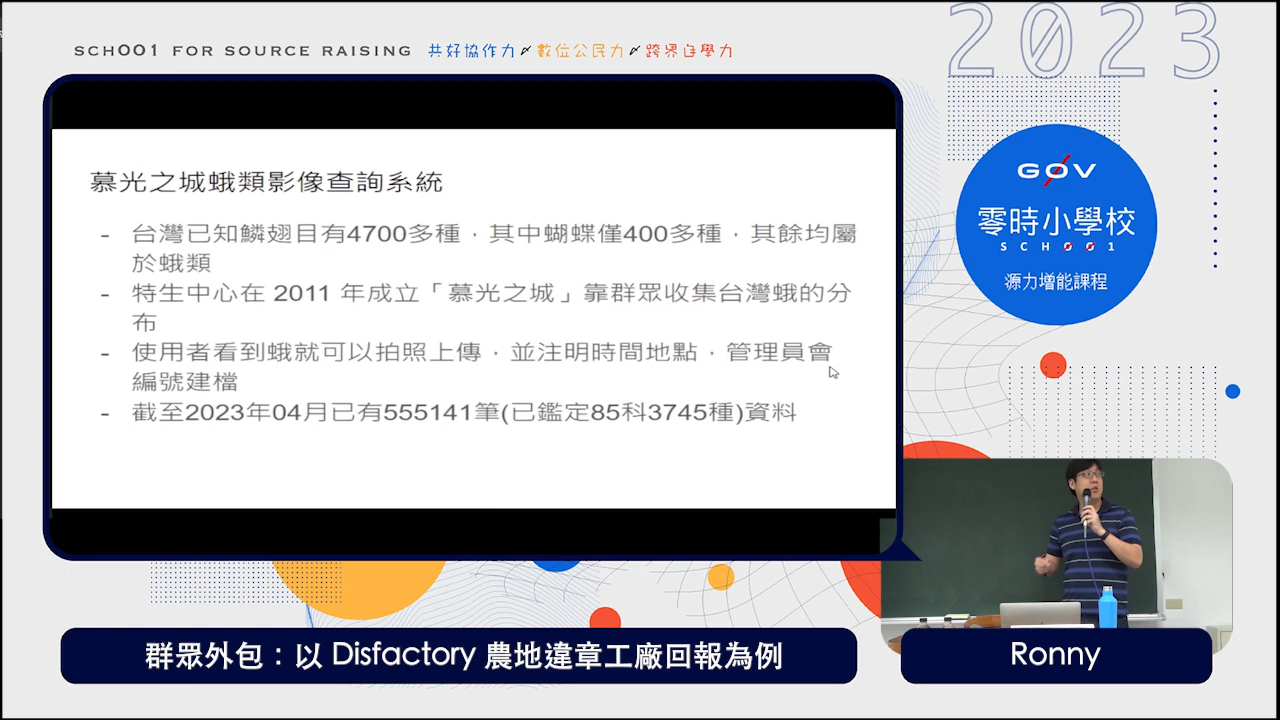 2023
SCH001 FOR SOURCE RAISING 共好協作力 數位公民力 跨界自學力
慕光之城蛾類影像查詢系統
- 台灣已知鱗翅目有4700多種，其中蝴蝶僅400多種，其餘均屬
於蛾類
- 特生中心在 2011 年成立「慕光之城」靠群眾收集台灣蛾的分
布
- 使用者看到蛾就可以拍照上傳，並注明時間地點，管理員會
編號建檔
- 截至2023年04月已有555141筆(已鑑定85科3745種)資料
G0V
零時小學校
SCH001
源力增能課程
群眾外包：以 Disfactory 農地違章工廠回報為例
Ronny